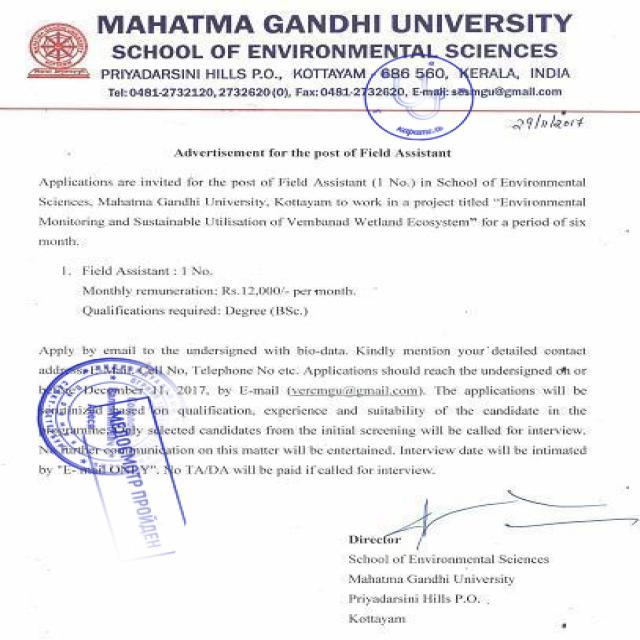 MAHATMA GANDHI UNIVERSITY
SCHOOL OF ENVIRONMENTAL SCIENCES
PRIYADARSINI HILLS P.O., KOTTAYAM - 686 560, KERALA, INDIA
Tel: 0481-2732120, 2732620 (O), Fax: 0481-2732620, E-mail: sesmgu@gmail.com
29/11/2017
Advertisement for the post of Field Assistant
Applications are invited for the post of Field Assistant (1 No.) in School of Environmental
Sciences, Mahatma Gandhi University, Kottayam to work in a project titled "Environmental
Monitoring and Sustainable Utilisation of Vembanad Wetland Ecosystem" for a period of six
month.
1. Field Assistant : 1 No.
Monthly remuneration: Rs.12,000/- per month.
Qualifications required: Degree (BSc.)
Apply by email to the undersigned with bio-data. Kindly mention your detailed contact
address, E-Mail, Cell No, Telephone No etc. Applications should reach the undersigned on or
before December 11, 2017, by E-mail (vercmgu@gmail.com). The applications will be
based on qualification, experience and suitability of the candidate in the
programme. only selected candidates from the initial screening will be called for interview.
No further communication on this matter will be entertained. Interview date will be intimated
by "E- mail ONLY". No TA/DA will be paid if called for interview.
МЕДОСМОТР ПРОЙДЕН
Director
School of Environmental Sciences
Mahatma Gandhi University
Priyadarsini Hills P.O.
Kottayam